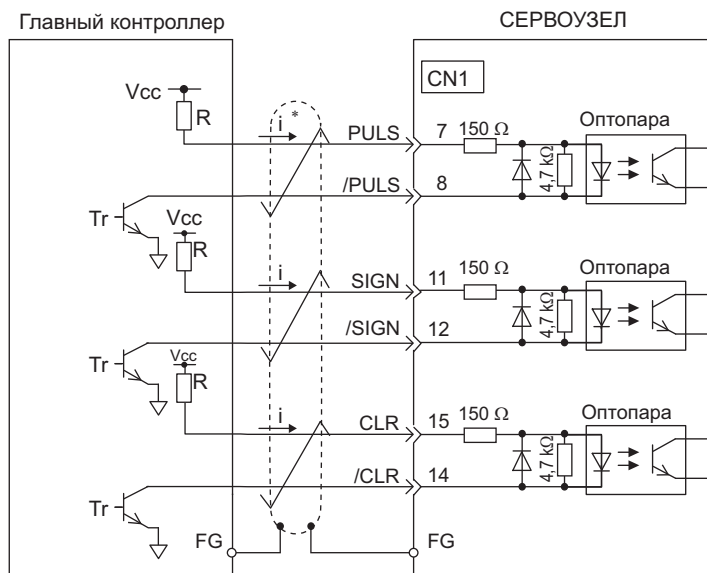 Главный контроллер
СЕРВОУЗЕЛ
CN1
Vcc
R
i
*
PULS
7
150 Ω
4,7 kΩ
Оптопара
/PULS
8
Tr
Vcc
R
i
SIGN
11
150 Ω
4,7 kΩ
Оптопара
/SIGN
12
Tr
Vcc
R
i
CLR
15
150 Ω
4,7 kΩ
Оптопара
/CLR
14
Tr
FG
FG